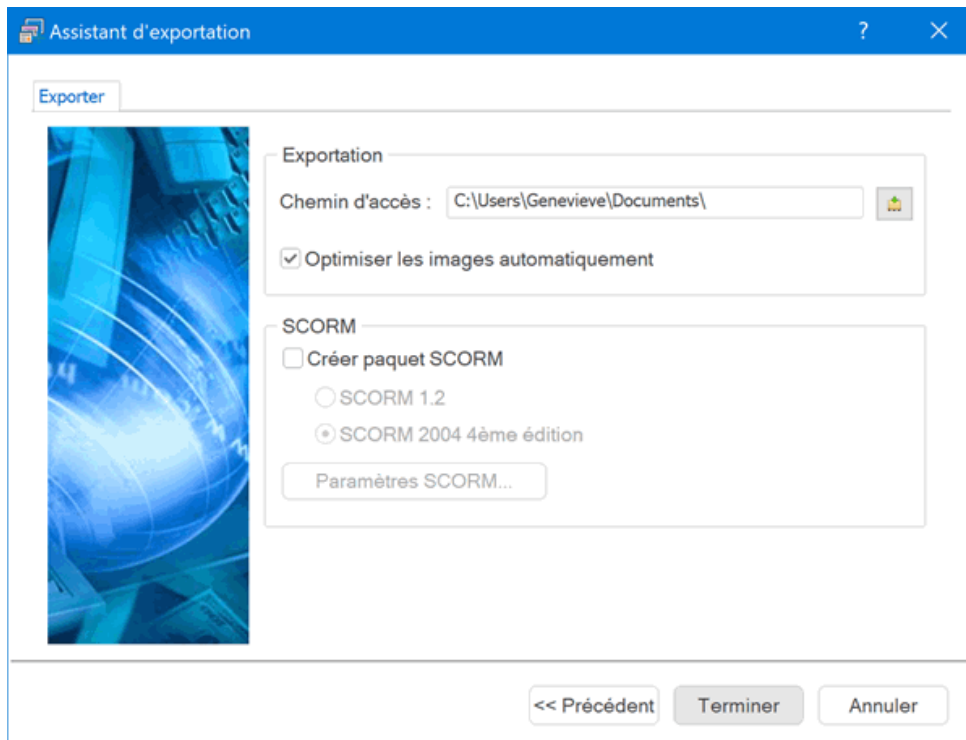 Assistant d'exportation
Exporter
Exportation
Chemin d'accès : C:\Users\Genevieve\Documents\
Optimiser les images automatiquement
SCORM
Créer paquet SCORM
SCORM 1.2
SCORM 2004 4ème édition
Paramètres SCORM...
<< Précédent Terminer Annuler